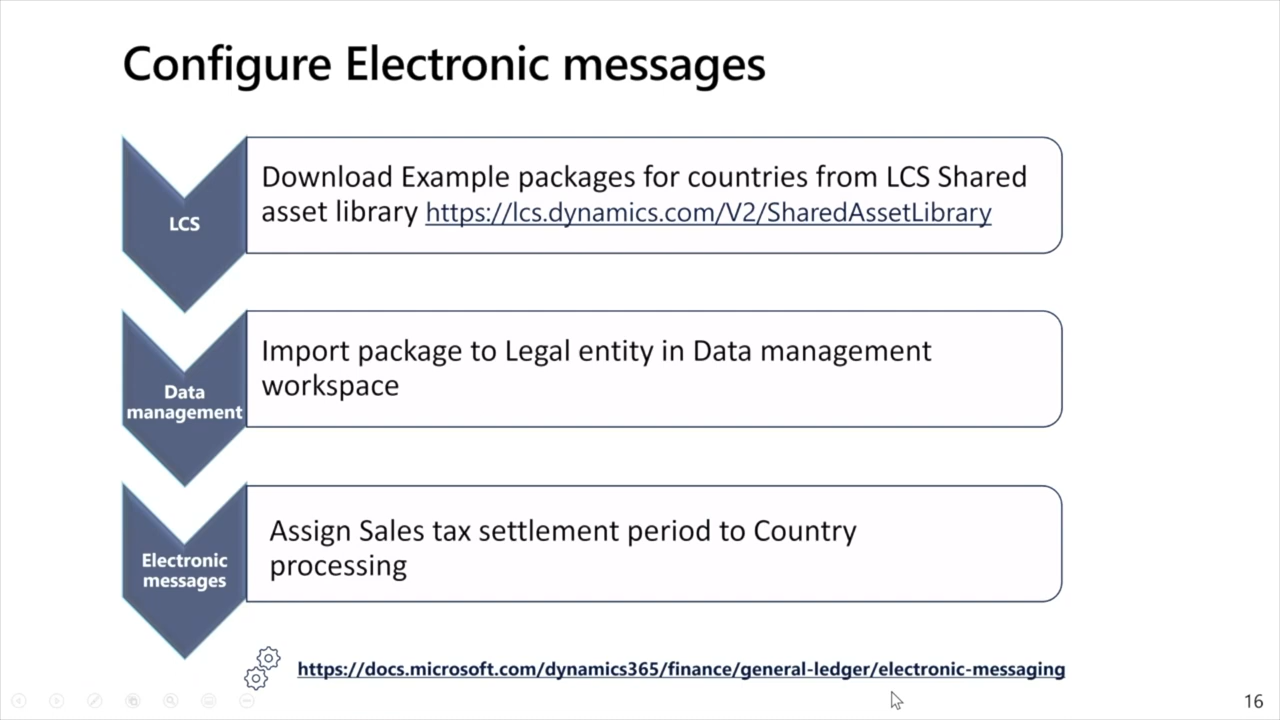 Configure Electronic messages
LCS
Download Example packages for countries from LCS Shared
asset library https://lcs.dynamics.com/V2/SharedAssetLibrary
Data
management
Import package to Legal entity in Data management
workspace
Electronic
messages
Assign Sales tax settlement period to Country
processing
https://docs.microsoft.com/dynamics365/finance/general-ledger/electronic-messaging
16